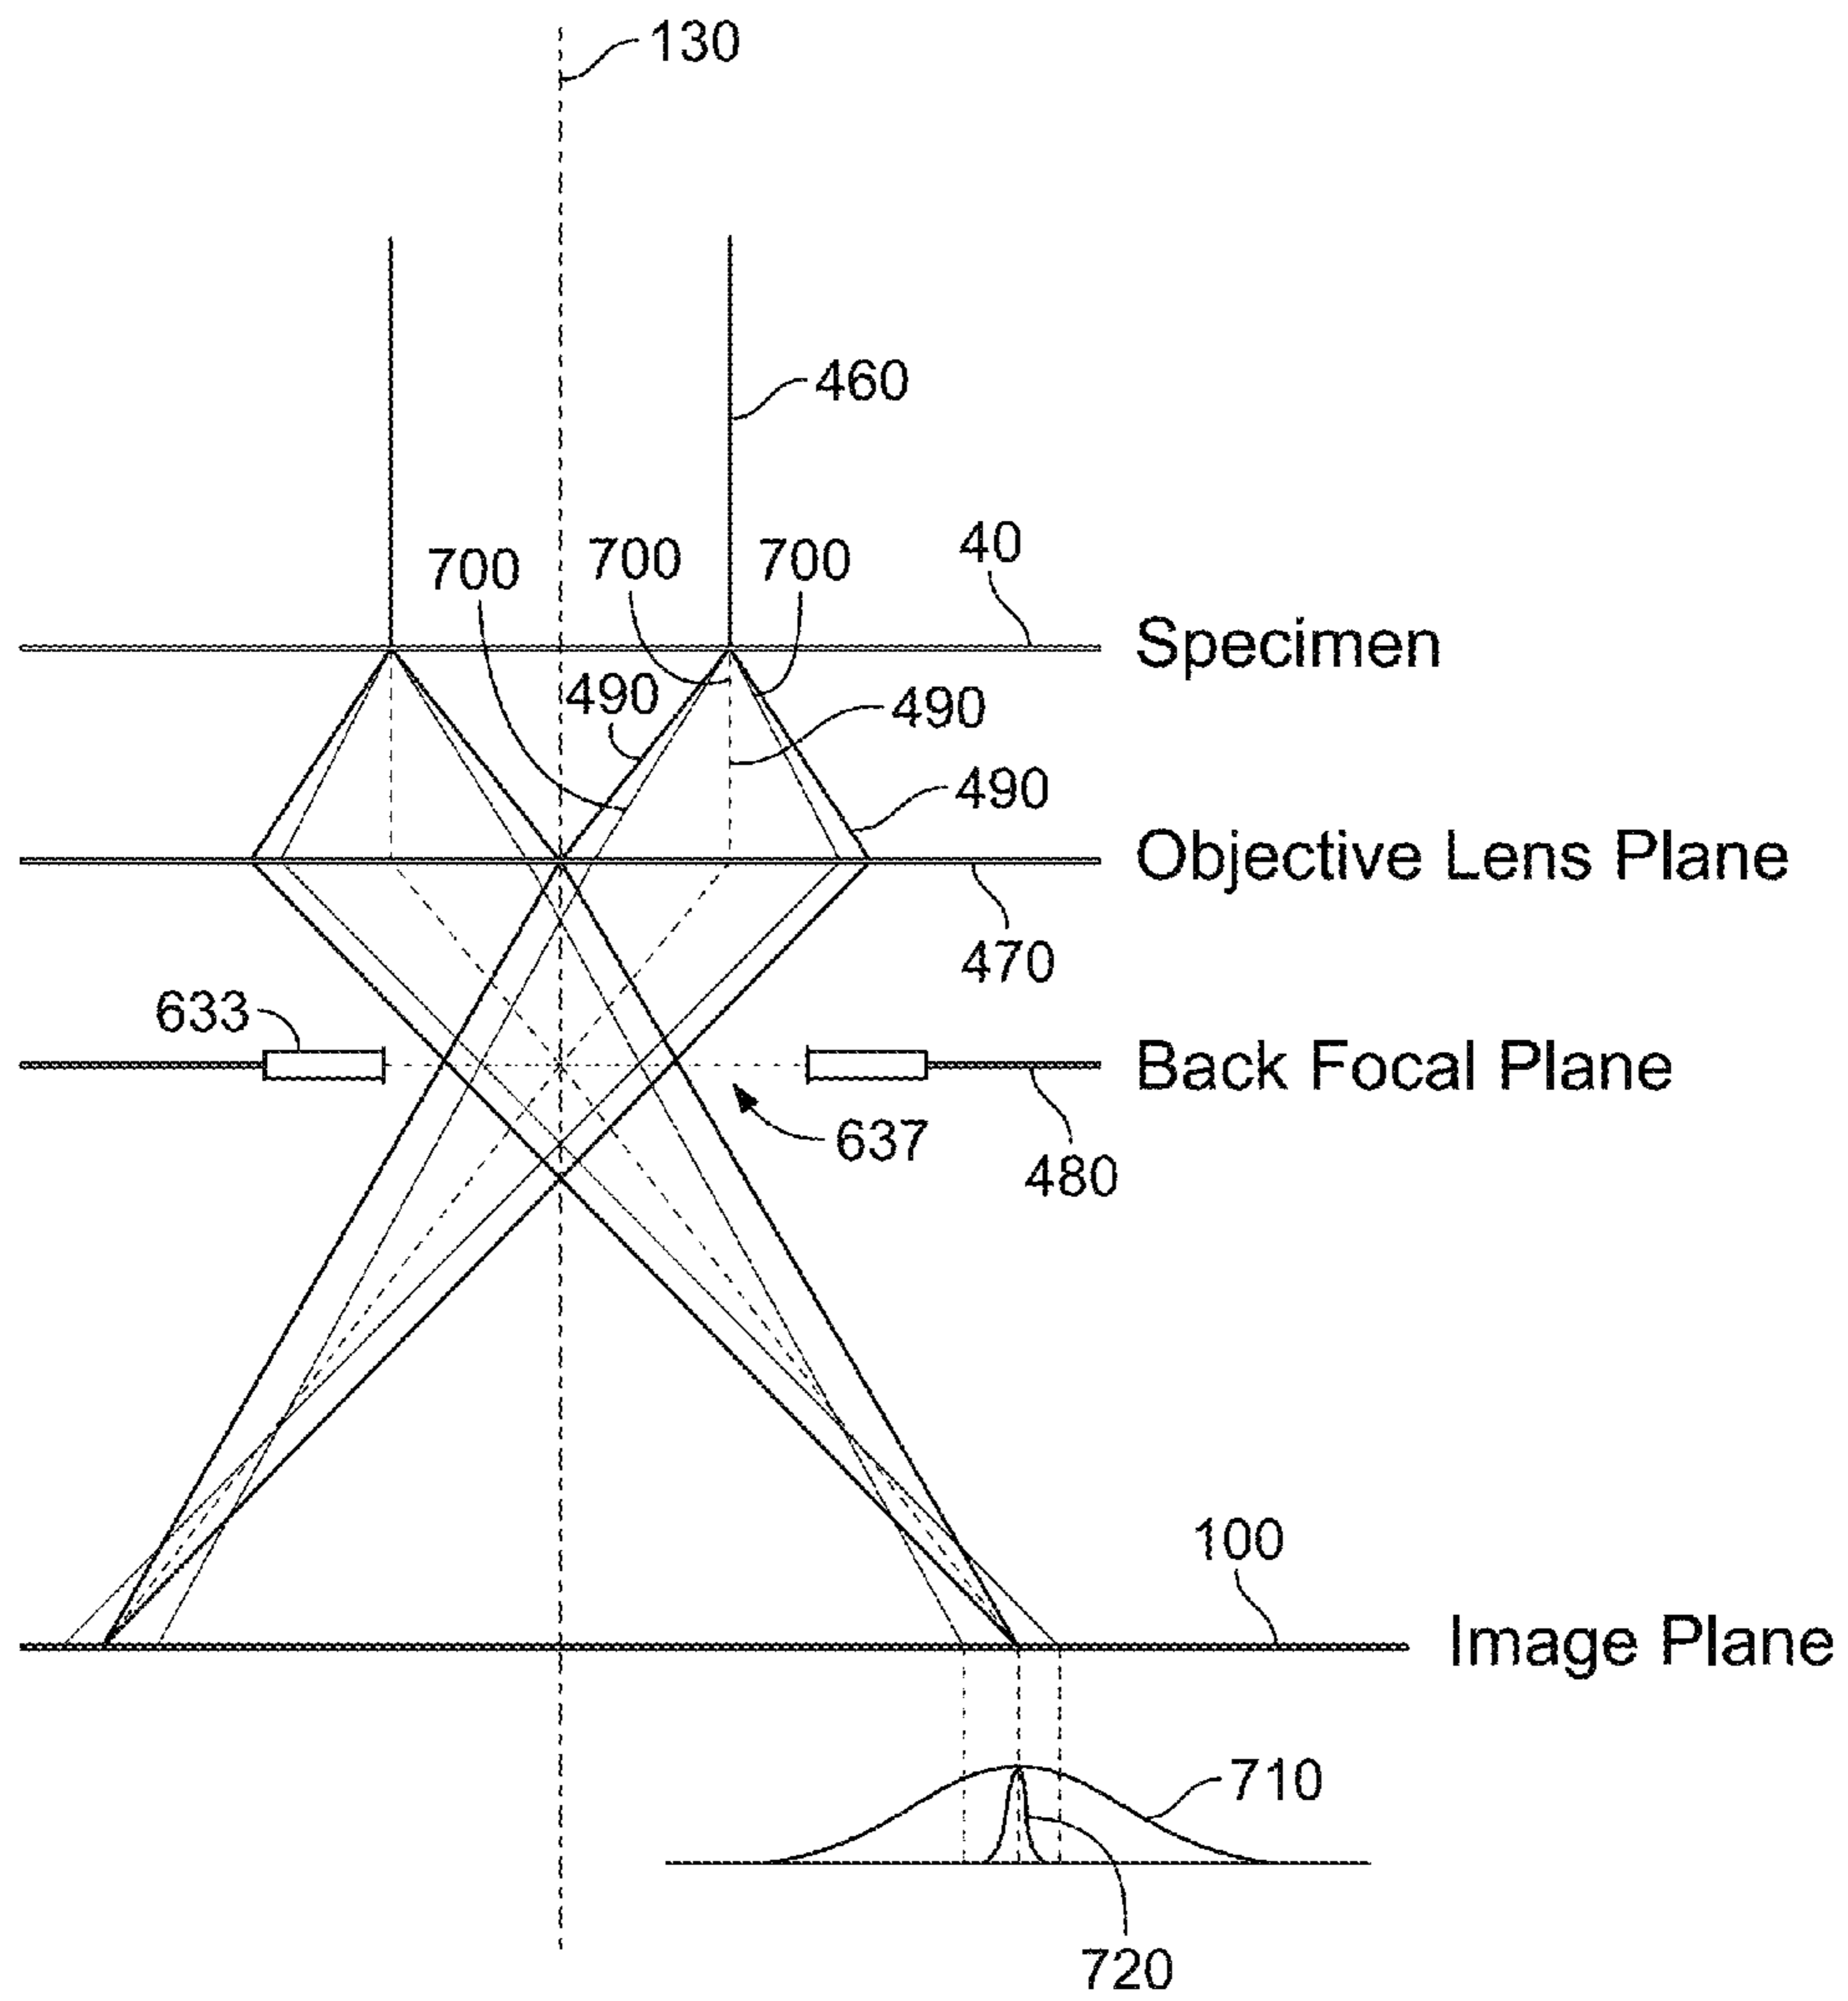 130
460
40
700 700 700
Specimen
490
490
490
Objective Lens Plane
470
633
Back Focal Plane
637
480
100
Image Plane
710
720